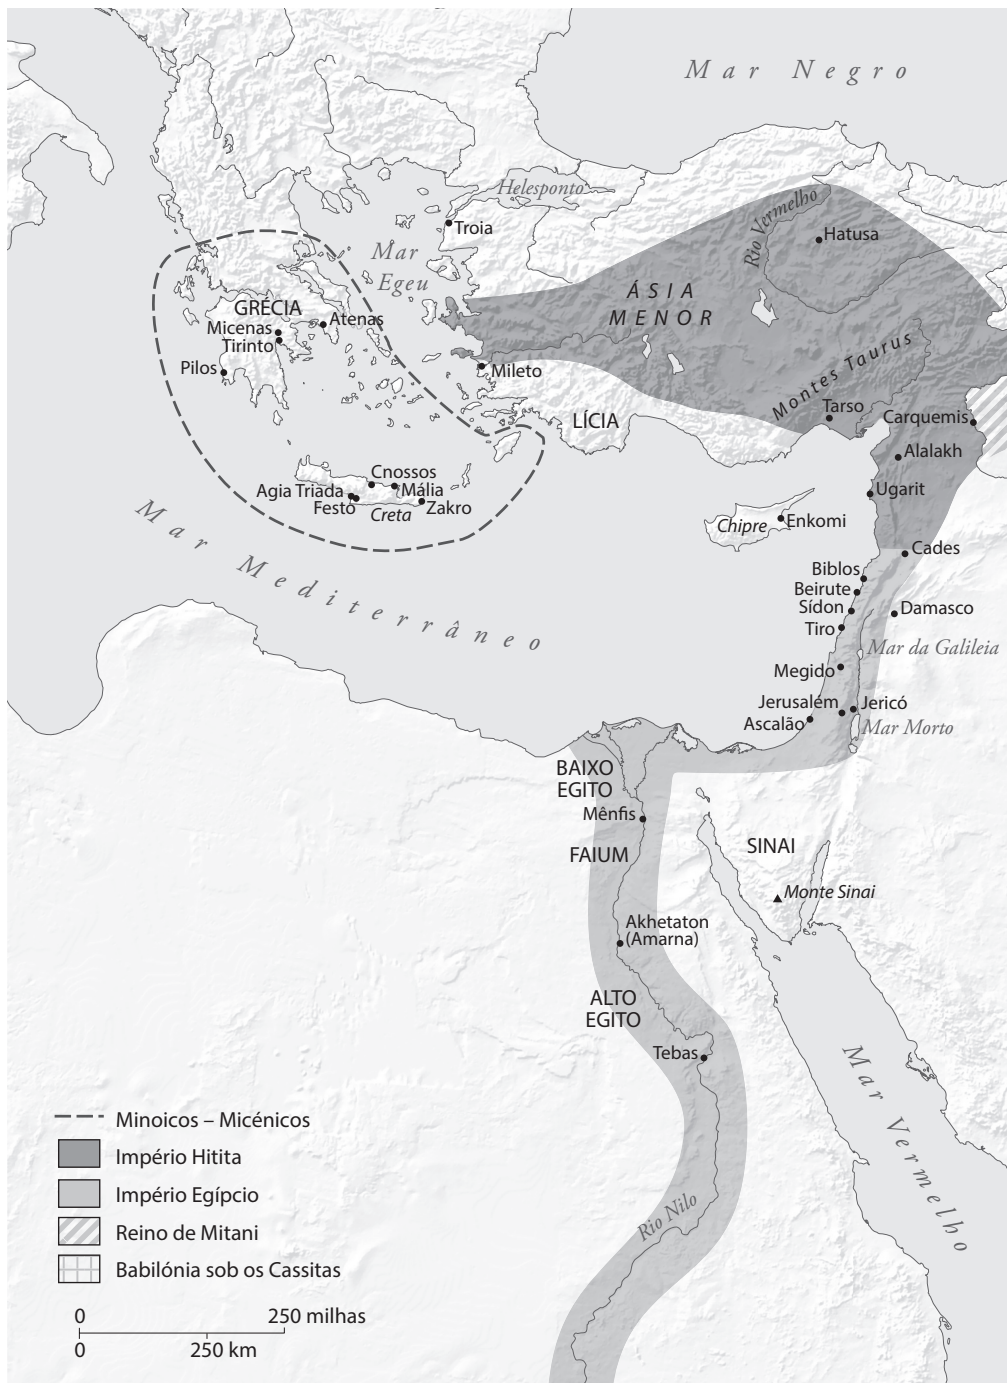 Mar Negro
Helesponto
Troia
Rio Vermelho
Hatusa
Mar
Egeu
ÁSIA
MENOR
GRÉCIA
Micenas
Atenas
Tirinto
Pilos
Mileto
Montes Taurus
LÍCIA
Tarso
Carquemis
Alalakh
Cnossos
Agia Triada
Mália
Festo
Creta
Zakro
Ugarit
Chipre
Enkomi
Mar Mediterrâneo
Cades
Biblos
Beirute
Sídon
Damasco
Tiro
Mar da Galileia
Megido
Jerusalém
Jericó
Ascalão
Mar Morto
BAIXO
EGITO
Mênfis
FAIUM
SINAI
Monte Sinai
Akhetaton
(Amarna)
ALTO
EGITO
Tebas
Mar Vermelho
Rio Nilo
Minoicos – Micénicos
Império Hitita
Império Egípcio
Reino de Mitani
Babilónia sob os Cassitas
0 250 milhas
0 250 km